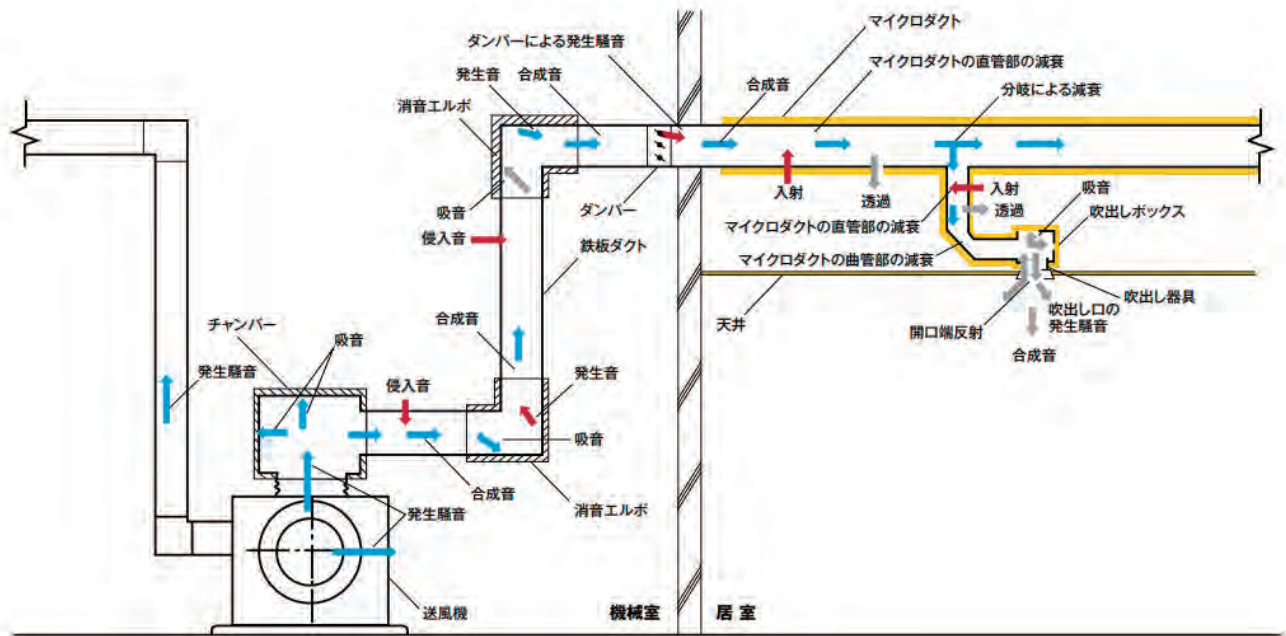 マイクロダクト
ダンパーによる発生騒音
マイクロダクトの直管部の減衰
発生音
合成音
合成音
分岐による減衰
消音エルボ
吸音
入射
透過
入射
吸音
透過
吹出しボックス
ダンパー
侵入音
マイクロダクトの直管部の減衰
鉄板ダクト
マイクロダクトの曲管部の減衰
吹出し器具
天井
吹出し口の
発生騒音
開口端反射
合成音
合成音
チャンバー
吸音
発生騒音
侵入音
発生音
吸音
合成音
消音エルボ
発生騒音
送風機
機械室
居室